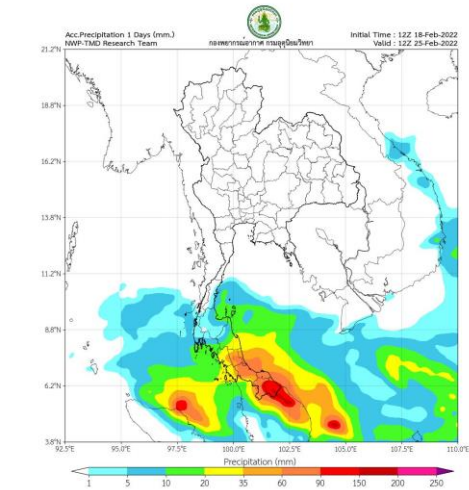 Acc.Precipitation 1 Days (mm.)
NWP-TMD Research Team
กองพยากรณ์อากาศ กรมอุตุนิยมวิทยา
Initial Time : 12Z 18-Feb-2022
Valid : 12Z 25-Feb-2022
21.2°N
18.8°N
16.2°N
13.8°N
11.2°N
8.8°N
6.2°N
3.8°N
92.5°E 95.0°E 97.5°E 100.0°E 102.5°E 105.0°E 107.5°E 110.0°E
Precipitation (mm)
1 5 10 20 35 60 90 150 200 250